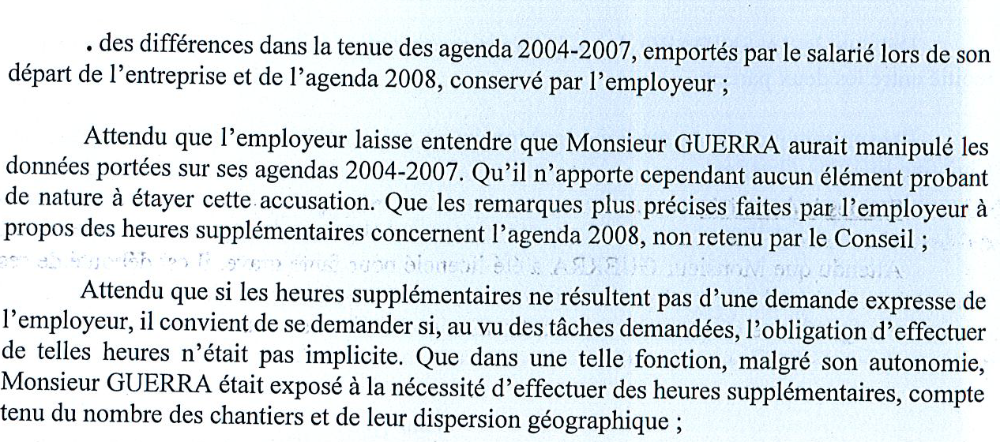 . des différences dans la tenue des agenda 2004-2007, emportés par le salarié lors de son
départ de l'entreprise et de l'agenda 2008, conservé par l'employeur ;
Attendu que l'employeur laisse entendre que Monsieur GUERRA aurait manipulé les
données portées sur ses agendas 2004-2007. Qu'il n'apporte cependant aucun élément probant
de nature à étayer cette accusation. Que les remarques plus précises faites par l'employeur à
propos des heures supplémentaires concernent l'agenda 2008, non retenu par le Conseil ;
Attendu que si les heures supplémentaires ne résultent pas d'une demande expresse de
l'employeur, il convient de se demander si, au vu des tâches demandées, l'obligation d'effectuer
de telles heures n'était pas implicite. Que dans une telle fonction, malgré son autonomie,
Monsieur GUERRA était exposé à la nécessité d'effectuer des heures supplémentaires, compte
tenu du nombre des chantiers et de leur dispersion géographique ;